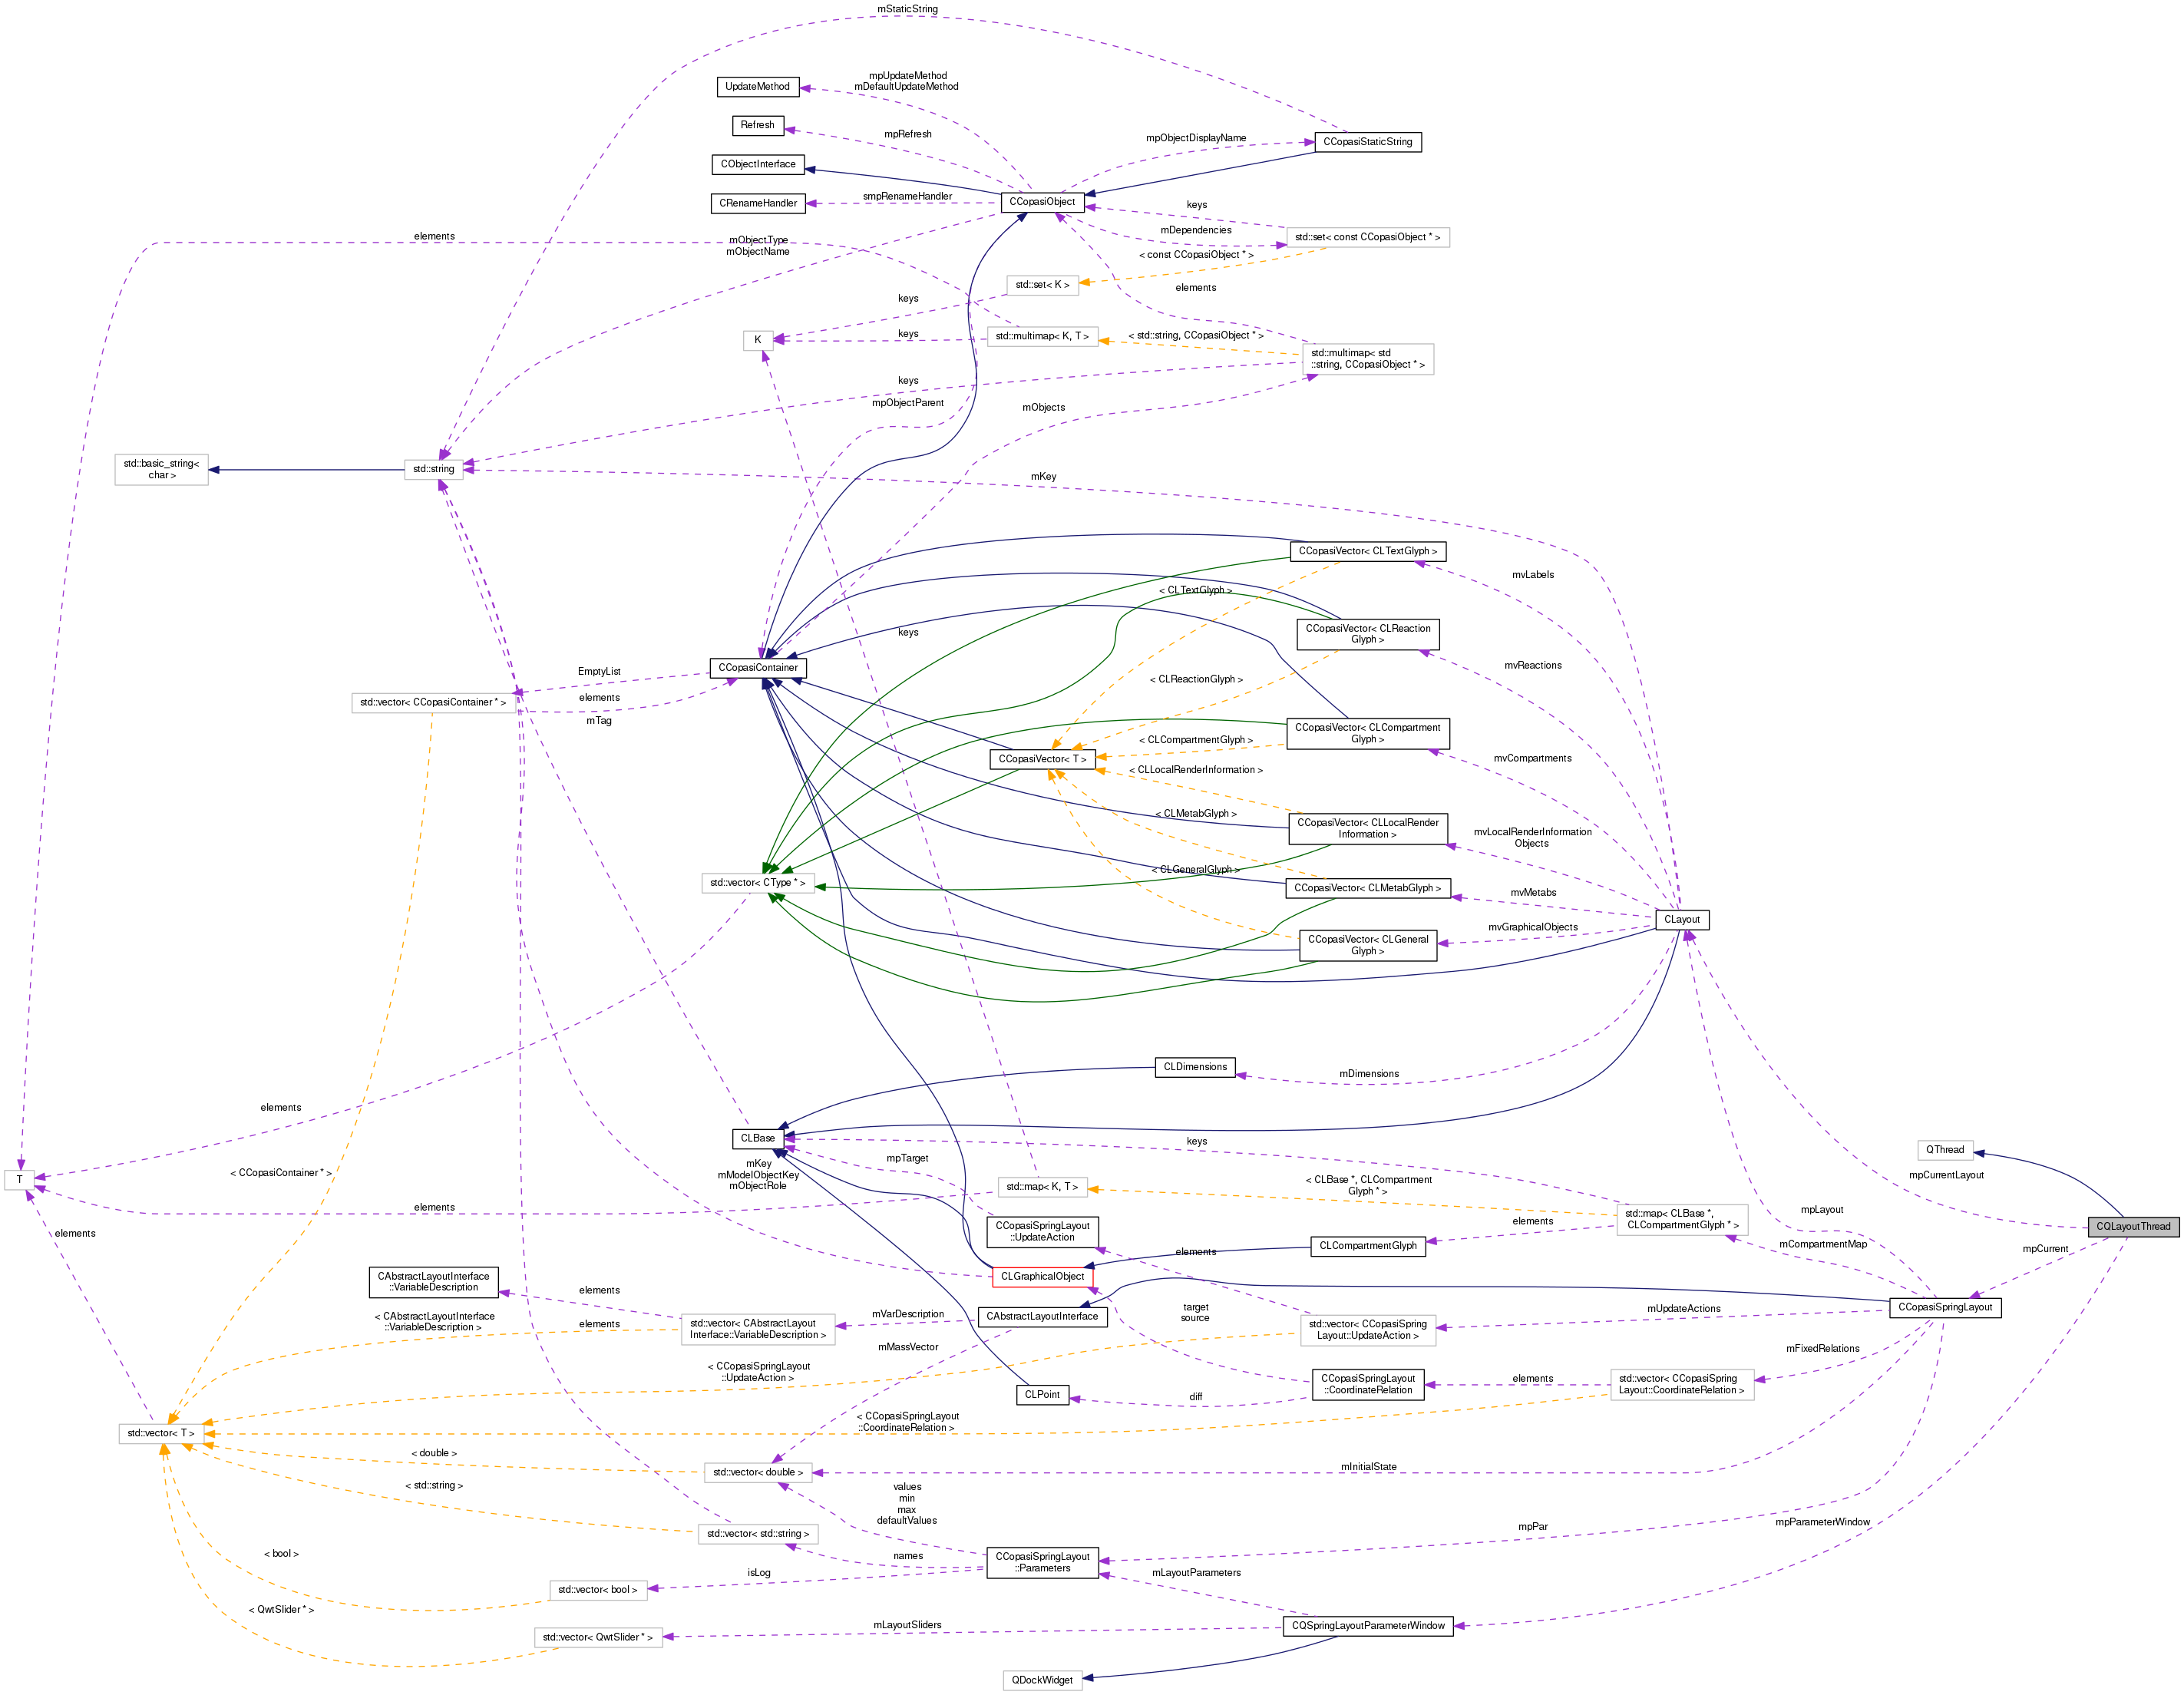 mStaticString
mpUpdateMethod
mDefaultUpdateMethod
UpdateMethod
Refresh
mpRefresh
mpObjectDisplayName
CCopasiStaticString
CObjectInterface
CRenameHandler
smpRenameHandler
CCopasiObject
keys
mDependencies
std::set< const CCopasiObject * >
elements
mObjectType
mObjectName
< const CCopasiObject * >
std::set< K >
elements
keys
K
keys
std::multimap< K, T >
< std::string, CCopasiObject * >
std::multimap< std
::string, CCopasiObject * >
keys
mpObjectParent
mObjects
std::basic_string<
char >
std::string
mKey
CCopasiVector< CLTextGlyph >
mvLabels
< CLTextGlyph >
keys
CCopasiVector< CLReaction
Glyph >
mvReactions
CCopasiContainer
EmptyList
< CLReactionGlyph >
std::vector< CCopasiContainer * >
elements
mTag
CCopasiVector< CLCompartment
Glyph >
< CLCompartmentGlyph >
CCopasiVector< T >
mvCompartments
< CLLocalRenderInformation >
< CLMetabGlyph >
CCopasiVector< CLLocalRender
Information >
mvLocalRenderInformation
Objects
std::vector< CType * >
< CLGeneralGlyph >
CCopasiVector< CLMetabGlyph >
mvMetabs
CLayout
mvGraphicalObjects
CCopasiVector< CLGeneral
Glyph >
CLDimensions
mDimensions
elements
CLBase
keys
QThread
mpTarget
< CCopasiContainer * >
T
mKey
mModelObjectKey
mObjectRole
std::map< K, T >
< CLBase *, CLCompartment
Glyph * >
mpCurrentLayout
elements
mpLayout
std::map< CLBase *,
CLCompartmentGlyph * >
CQLayoutThread
elements
CCopasiSpringLayout
::UpdateAction
elements
CLCompartmentGlyph
mCompartmentMap
mpCurrent
elements
CLGraphicalObject
CAbstractLayoutInterface
::VariableDescription
elements
target
source
mUpdateActions
CCopasiSpringLayout
< CAbstractLayoutInterface
::VariableDescription >
elements
std::vector< CAbstractLayout
Interface::VariableDescription >
mVarDescription
CAbstractLayoutInterface
std::vector< CCopasiSpring
Layout::UpdateAction >
mMassVector
mFixedRelations
< CCopasiSpringLayout
::UpdateAction >
CLPoint
diff
CCopasiSpringLayout
::CoordinateRelation
elements
std::vector< CCopasiSpring
Layout::CoordinateRelation >
std::vector< T >
< CCopasiSpringLayout
::CoordinateRelation >
< double >
std::vector< double >
mInitialState
< std::string >
values
min
max
defaultValues
std::vector< std::string >
mpPar
mpParameterWindow
< bool >
names
CCopasiSpringLayout
::Parameters
isLog
mLayoutParameters
std::vector< bool >
< QwtSlider * >
std::vector< QwtSlider * >
mLayoutSliders
CQSpringLayoutParameterWindow
QDockWidget